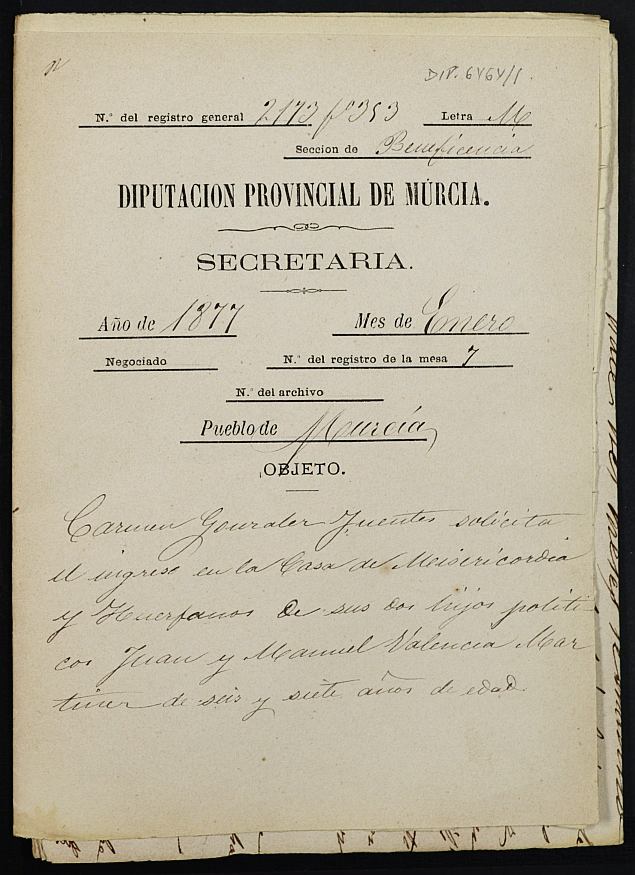 DIP. 6464/1.
N.º del registro general 2173 fº 353 Letra M
Seccion de Beneficencia
DIPUTACION PROVINCIAL DE MÚRCIA.
SECRETARIA.
Año de 1877 Mes de Enero
Negociado N.º del registro de la mesa 7
N.º del archivo
Pueblo de Murcia
OBJETO.
Carmen Gonzalez Fuentes solicita
el ingreso en la Casa de Misericordia
y Huerfanos de sus dos hijos politi-
cos Juan y Manuel Valencia Mar
tinez de seis y siete años de edad.